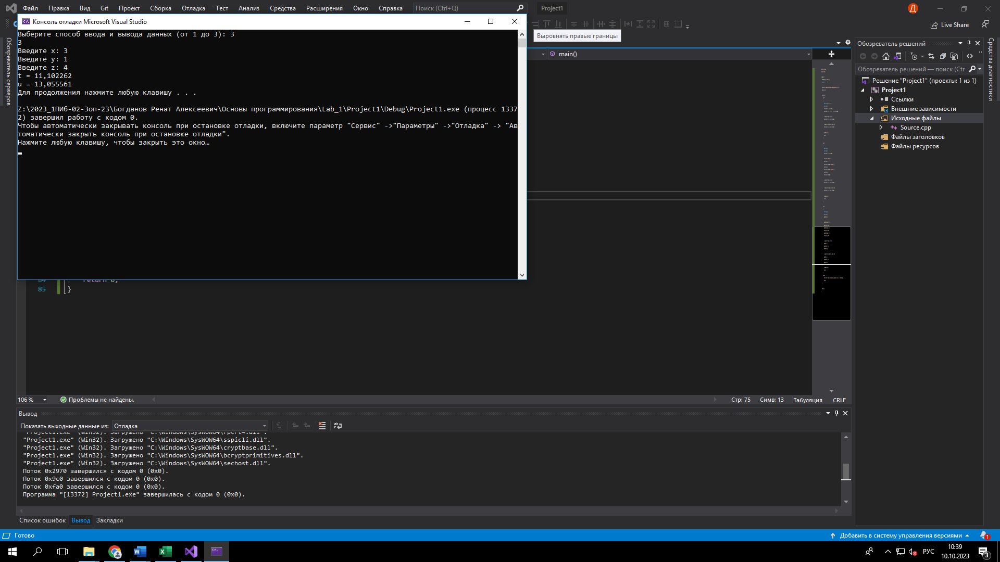 Файл Правка Вид Git Проект Сборка Отладка Тест Анализ Средства Расширения Окно Справка Поиск (Ctrl+Q) Project1 Д
Live Share
Консоль отладки Microsoft Visual Studio
Выберите способ ввода и вывода данных (от 1 до 3): 3
3
Введите x: 3
Введите y: 1
Введите z: 4
t = 11,102262
u = 13,055561
Для продолжения нажмите любую клавишу . . .
Z:\2023_1ПИб-02-3оп-23\Богданов Ренат Алексеевич\Основы программирования\Lab_1\Project1\Debug\Project1.exe (процесс 1337
2) завершил работу с кодом 0.
Чтобы автоматически закрывать консоль при остановке отладки, включите параметр "Сервис" ->"Параметры" ->"Отладка" -> "Ав
томатически закрыть консоль при остановке отладки".
Нажмите любую клавишу, чтобы закрыть это окно…
Выровнять правые границы
main()
Обозреватель серверов
84 return 0;
85 }
106 %
Проблемы не найдены.
Стр: 75 Симв: 13 Табуляция CRLF
Обозреватель решений
Обозреватель решений — поиск (Ctr
Решение "Project1" (проекты: 1 из 1)
Project1
Ссылки
Внешние зависимости
Исходные файлы
Source.cpp
Файлы заголовков
Файлы ресурсов
Средства диагностики
Вывод
Показать выходные данные из: Отладка
"Project1.exe" (Win32). Загружено "C:\Windows\SysWOW64\rpcrt4.dll".
"Project1.exe" (Win32). Загружено "C:\Windows\SysWOW64\sspicli.dll".
"Project1.exe" (Win32). Загружено "C:\Windows\SysWOW64\cryptbase.dll".
"Project1.exe" (Win32). Загружено "C:\Windows\SysWOW64\bcryptprimitives.dll".
"Project1.exe" (Win32). Загружено "C:\Windows\SysWOW64\sechost.dll".
Поток 0x2970 завершился с кодом 0 (0x0).
Поток 0x9c0 завершился с кодом 0 (0x0).
Поток 0xfa0 завершился с кодом 0 (0x0).
Программа "[13372] Project1.exe" завершилась с кодом 0 (0x0).
Список ошибок Вывод Закладки
Готово
Добавить в систему управления версиями 1
РУС
10:39
10.10.2023
3